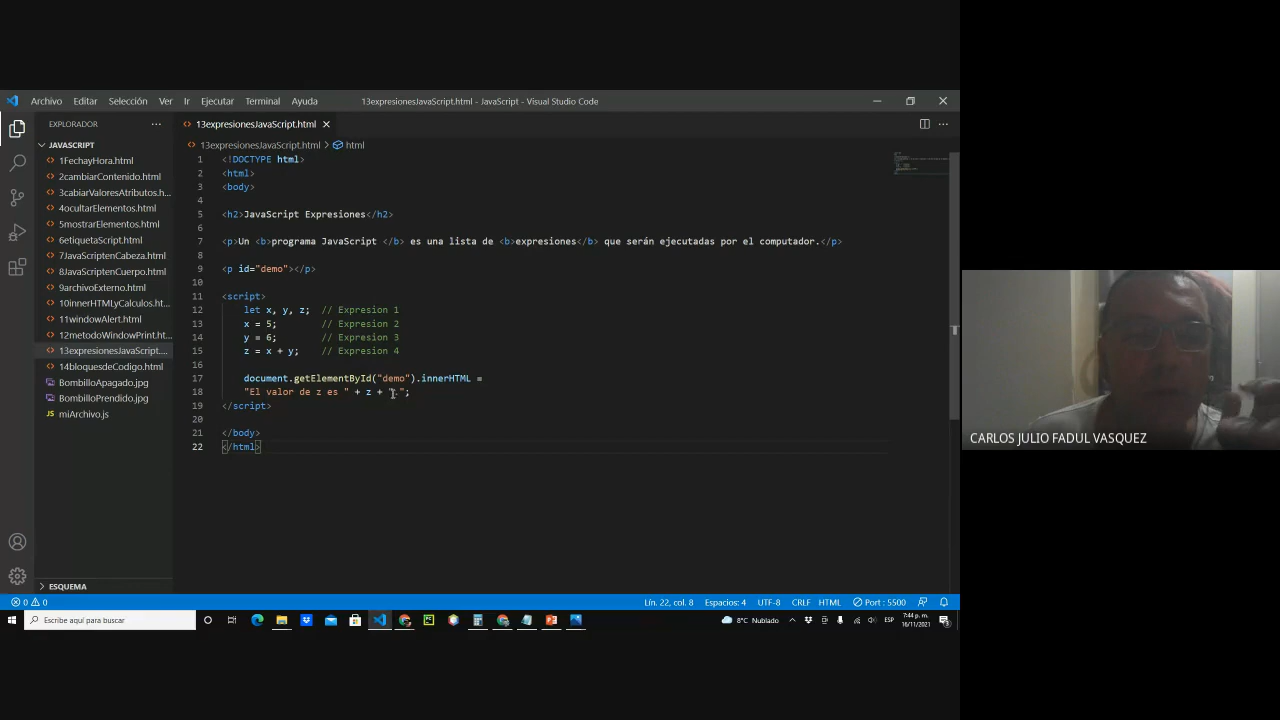 Archivo Editar Selección Ver Ir Ejecutar Terminal Ayuda 13expresionesJavaScript.html - JavaScript - Visual Studio Code
EXPLORADOR ···
JAVASCRIPT
1FechayHora.html
2cambiarContenido.html
3cabiarValoresAtributos.h...
4ocultarElementos.html
5mostrarElementos.html
6etiquetaScript.html
7JavaScriptenCabeza.html
8JavaScriptenCuerpo.html
9archivoExterno.html
10innerHTMLyCalculos.ht...
11windowAlert.html
12metodoWindowPrint.ht...
13expresionesJavaScript....
14bloquesdeCodigo.html
BombilloApagado.jpg
BombilloPrendido.jpg
JS miArchivo.js
ESQUEMA
13expresionesJavaScript.html
13expresionesJavaScript.html > html
1 <!DOCTYPE html>
2 <html>
3 <body>
4
5 <h2>JavaScript Expresiones</h2>
6
7 <p>Un <b>programa JavaScript </b> es una lista de <b>expresiones</b> que serán ejecutadas por el computador.</p>
8
9 <p id="demo"></p>
10
11 <script>
12 let x, y, z; // Expresion 1
13 x = 5; // Expresion 2
14 y = 6; // Expresion 3
15 z = x + y; // Expresion 4
16
17 document.getElementById("demo").innerHTML =
18 "El valor de z es " + z + ".";
19 </script>
20
21 </body>
22 </html>
0 0 Lín. 22, col. 8 Espacios: 4 UTF-8 CRLF HTML Port : 5500
Escribe aquí para buscar
8°C Nublado ESP 7:44 p. m.
16/11/2021
CARLOS JULIO FADUL VASQUEZ